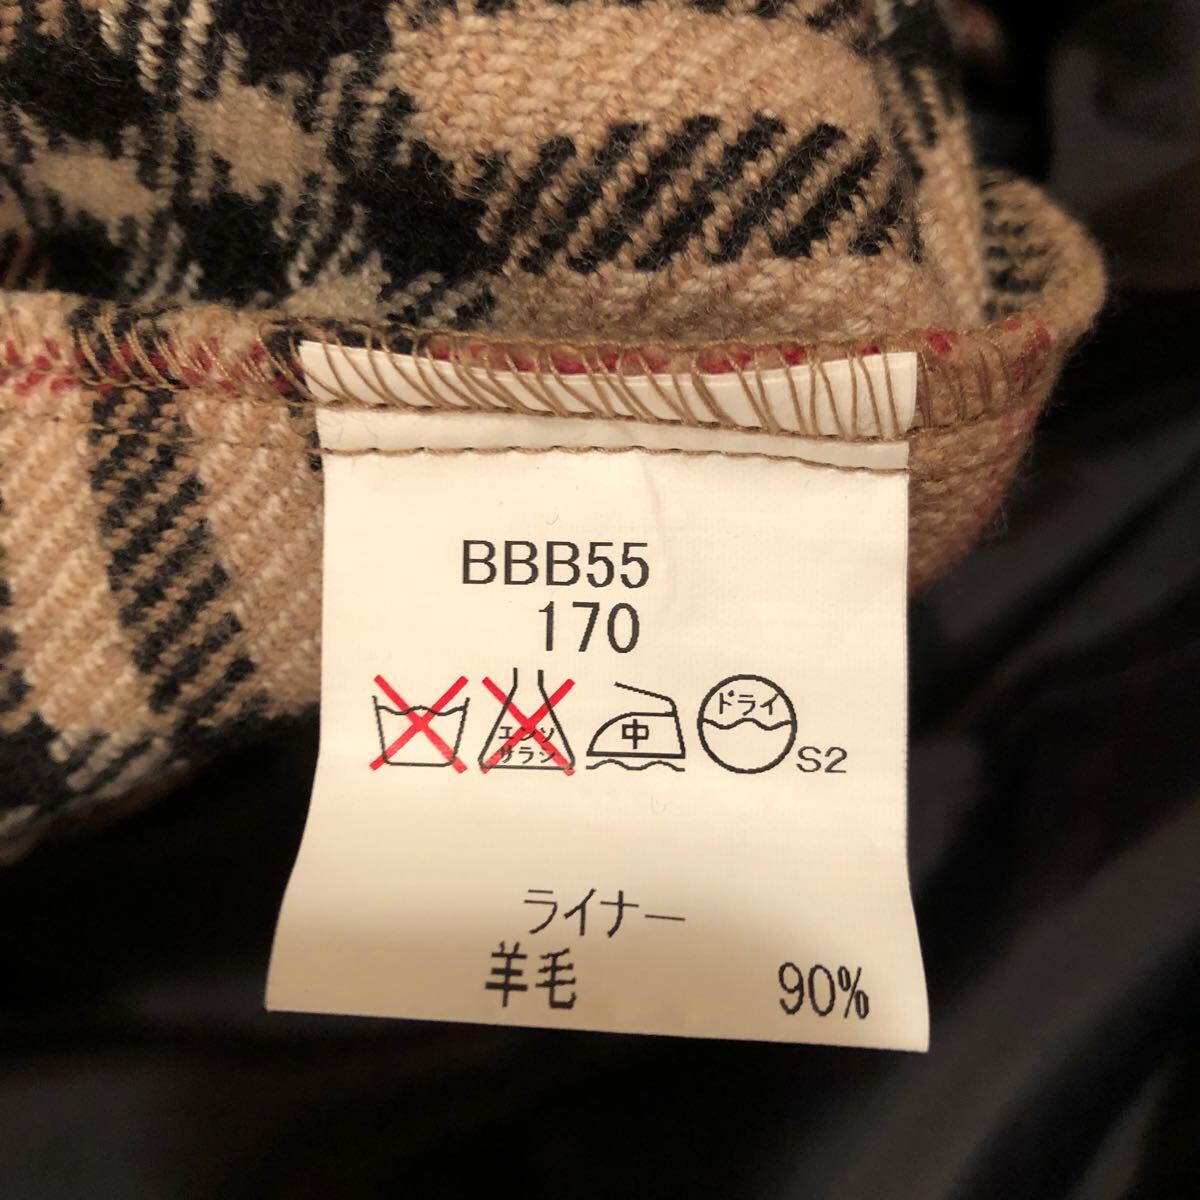 BBB55
170
エンソ
サラシ
中
ドライ
S2
ライナー
羊毛 90%